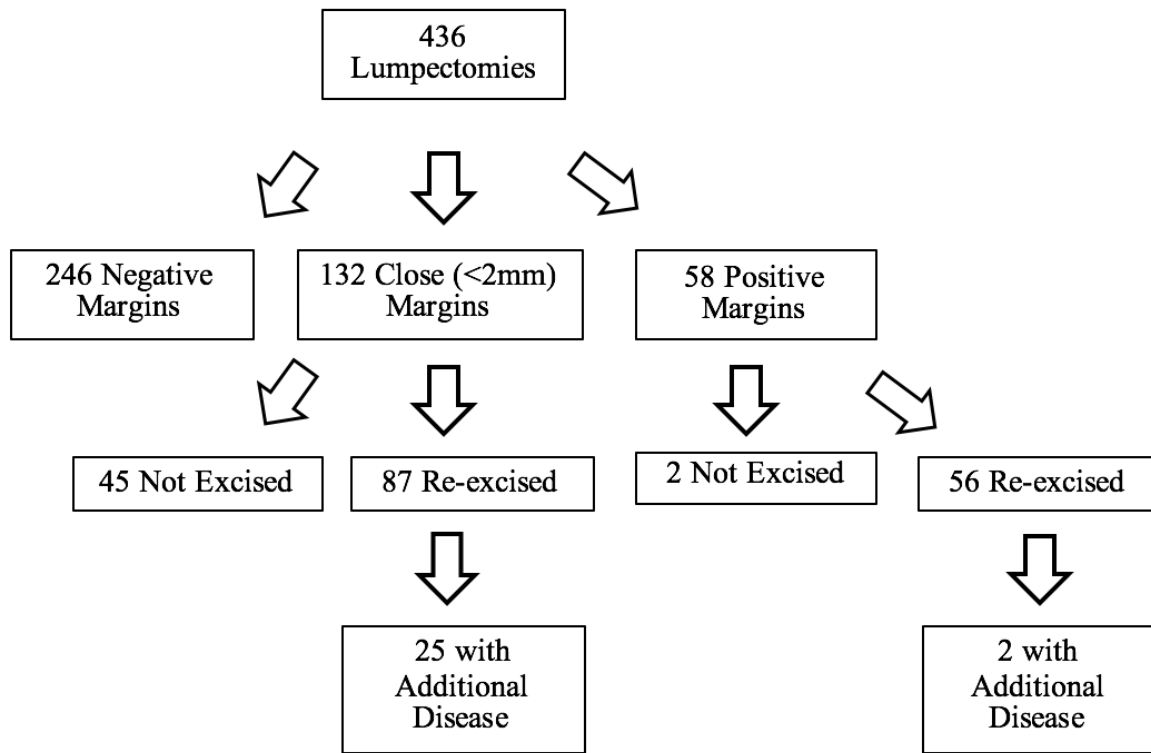 436
Lumpectomies
246 Negative
Margins
132 Close (<2mm)
Margins
58 Positive
Margins
45 Not Excised
87 Re-excised
2 Not Excised
56 Re-excised
25 with
Additional
Disease
2 with
Additional
Disease